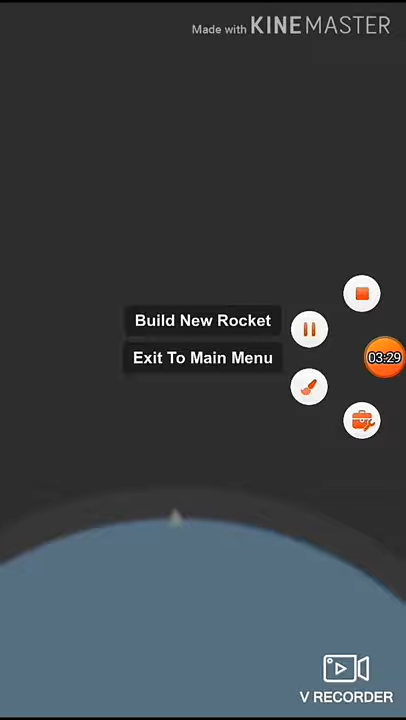 Made with KINEMASTER
Build New Rocket
Exit To Main Menu
03:29
V RECORDER